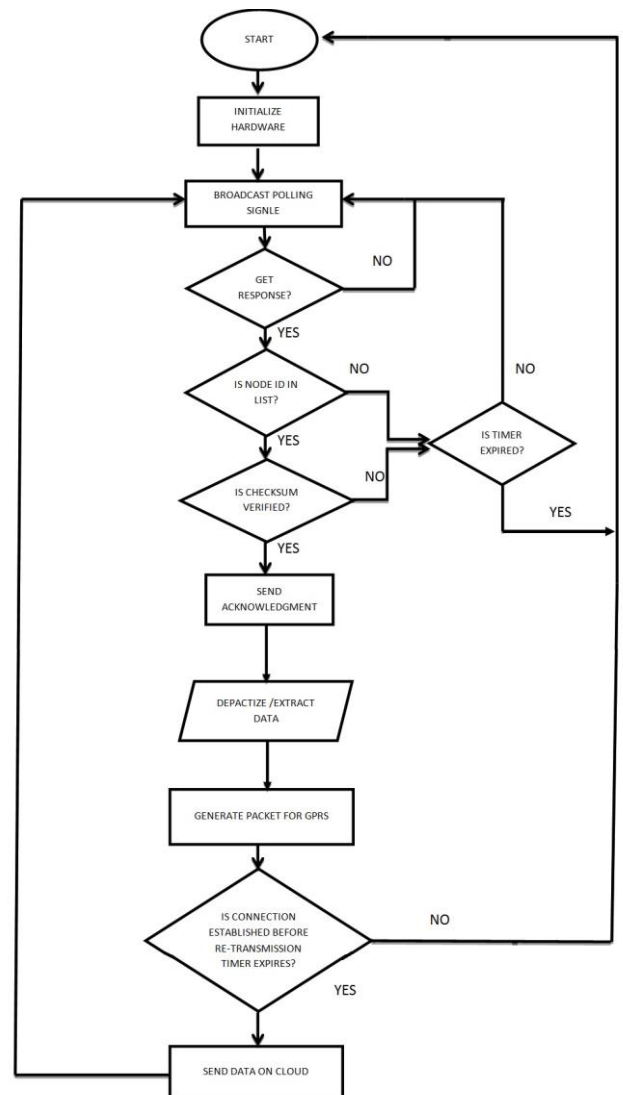 START
INITIALIZE
HARDWARE
BROADCAST POLLING
SIGNLE
GET
RESPONSE?
NO
YES
IS NODE ID IN
LIST?
NO
NO
YES
IS TIMER
EXPIRED?
IS CHECKSUM
VERIFIED?
NO
YES
YES
SEND
ACKNOWLEDGMENT
DEPACTIZE /EXTRACT
DATA
GENERATE PACKET FOR GPRS
IS CONNECTION
ESTABLISHED BEFORE
RE-TRANSMISSION
TIMER EXPIRES?
NO
YES
SEND DATA ON CLOUD